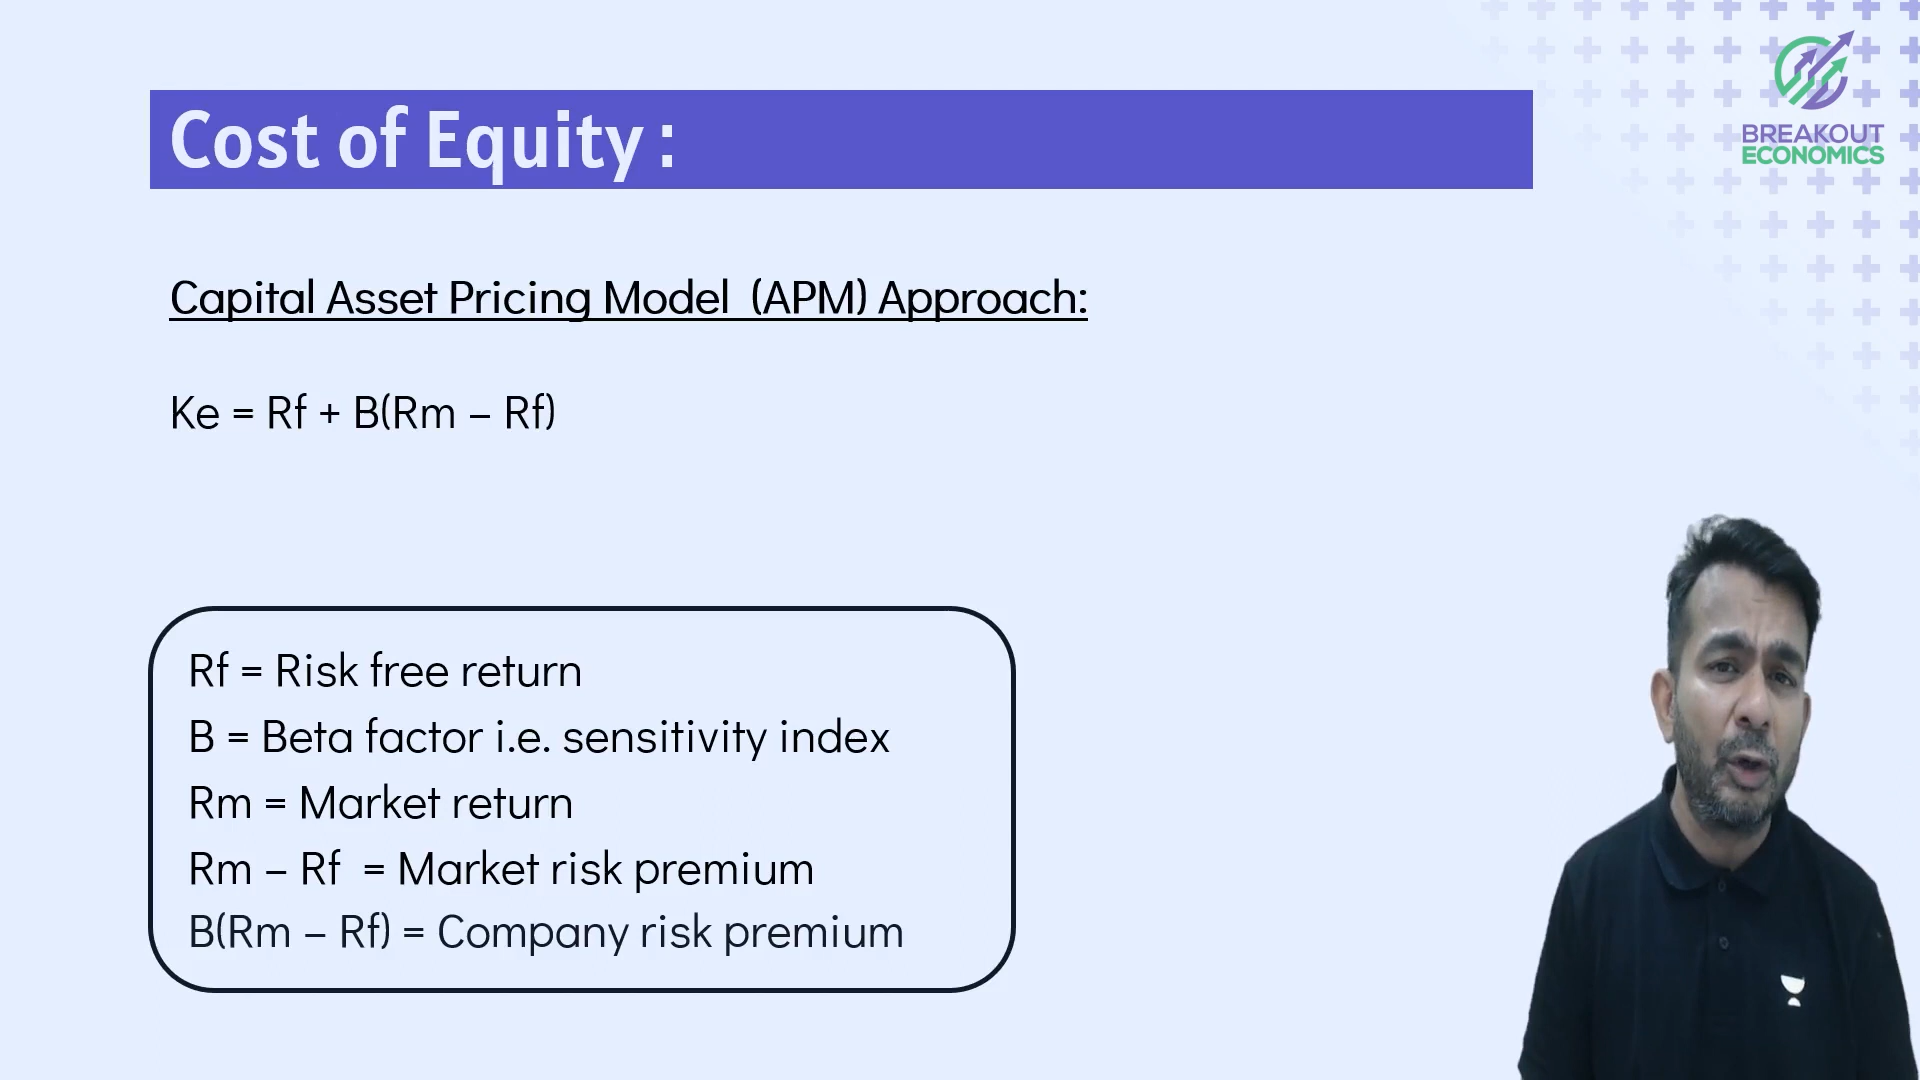 BREAKOUT
ECONOMICS
Cost of Equity :
Capital Asset Pricing Model (APM) Approach:
Ke = Rf + B(Rm – Rf)
Rf = Risk free return
B = Beta factor i.e. sensitivity index
Rm = Market return
Rm – Rf = Market risk premium
B(Rm – Rf) = Company risk premium